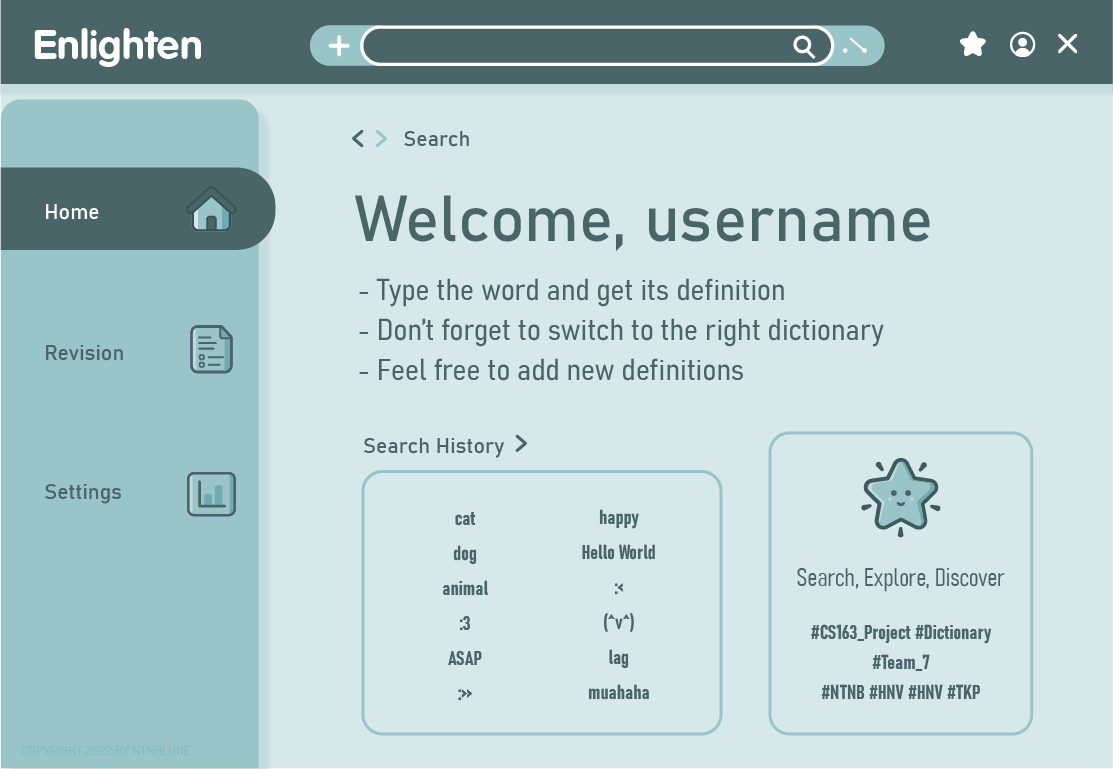 Enlighten
Search
Home
Welcome, username
- Type the word and get its definition
- Don't forget to switch to the right dictionary
- Feel free to add new definitions
Revision
Settings
Search History
cat
dog
animal
:3
ASAP
:>>
happy
Hello World
:<
(^v^)
lag
muahaha
Search, Explore, Discover
#CS163_Project #Dictionary
#Team_7
#NTNB #HNV #HNV #TKP
COPYRIGHT 2022 BY NTNBLUNE